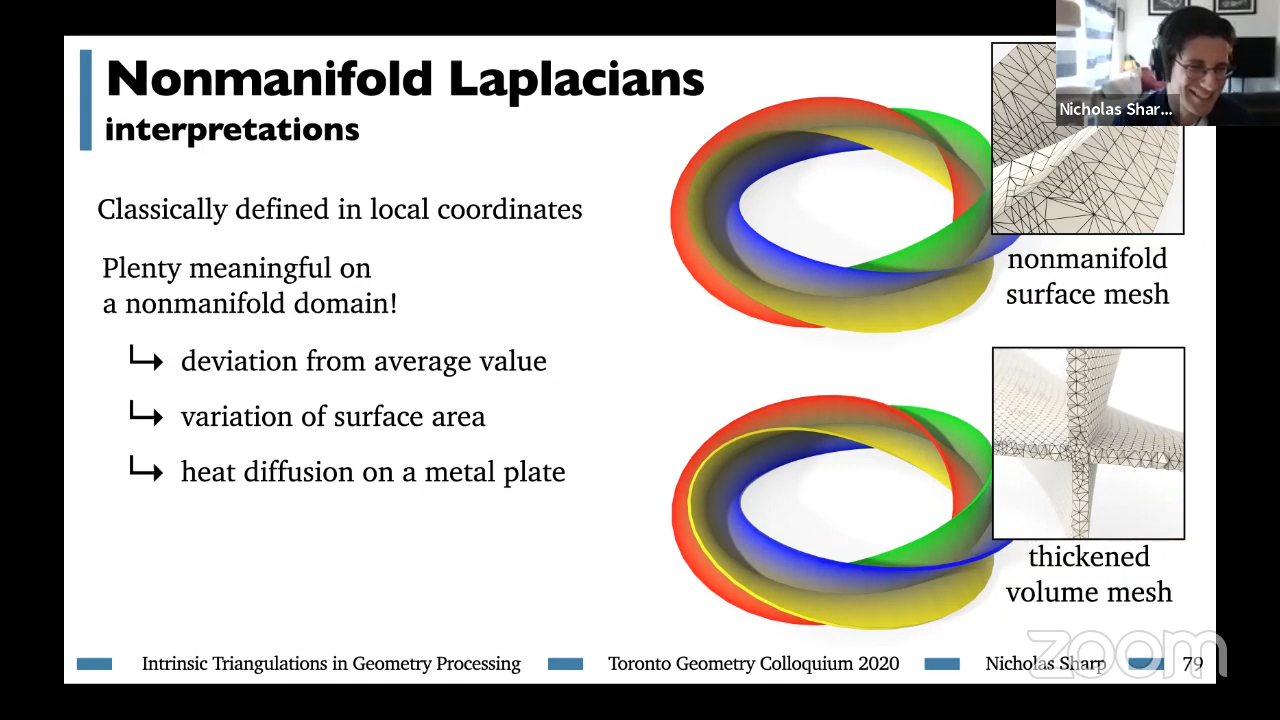 Nonmanifold Laplacians
interpretations
Classically defined in local coordinates
Plenty meaningful on
a nonmanifold domain!
deviation from average value
variation of surface area
heat diffusion on a metal plate
Nicholas Shar...
nonmanifold
surface mesh
thickened
volume mesh
zoom
Intrinsic Triangulations in Geometry Processing
Toronto Geometry Colloquium 2020
Nicholas Sharp
79